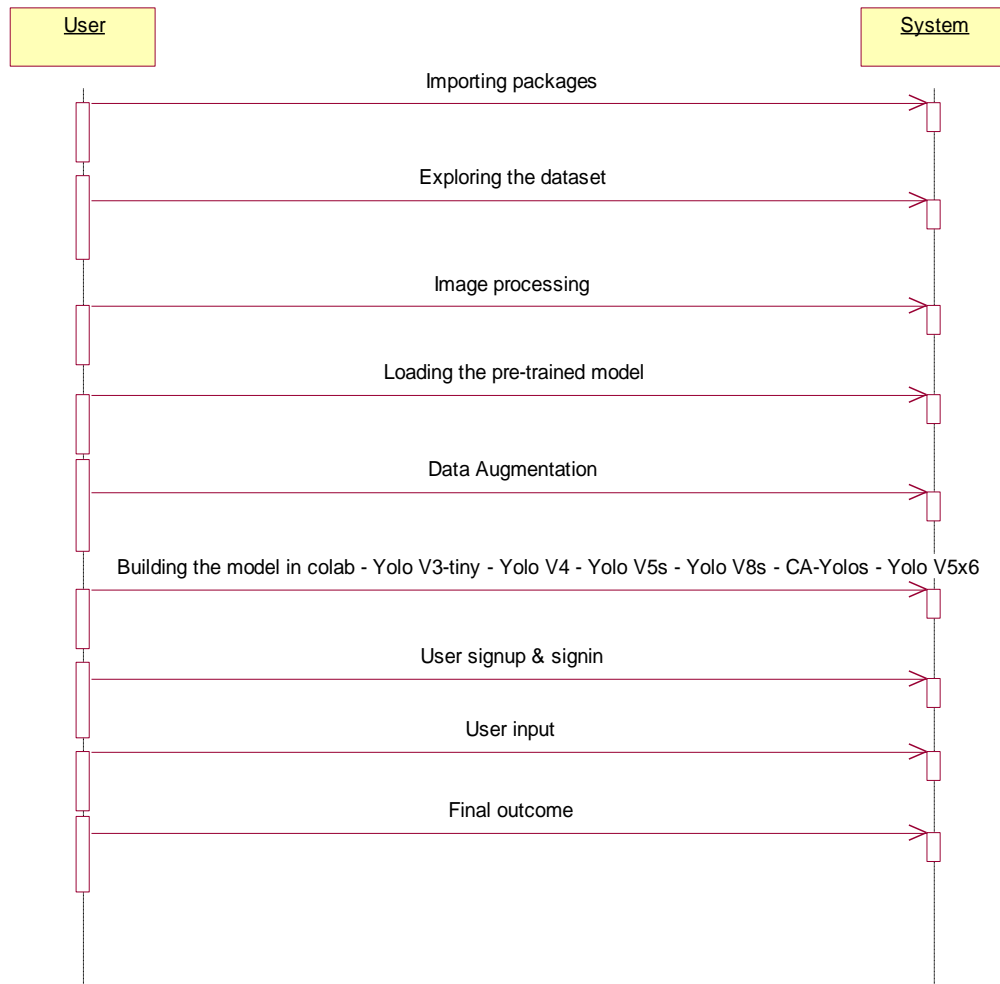 User
System
Importing packages
Exploring the dataset
Image processing
Loading the pre-trained model
Data Augmentation
Building the model in colab - Yolo V3-tiny - Yolo V4 - Yolo V5s - Yolo V8s - CA-Yolos - Yolo V5x6
User signup & signin
User input
Final outcome